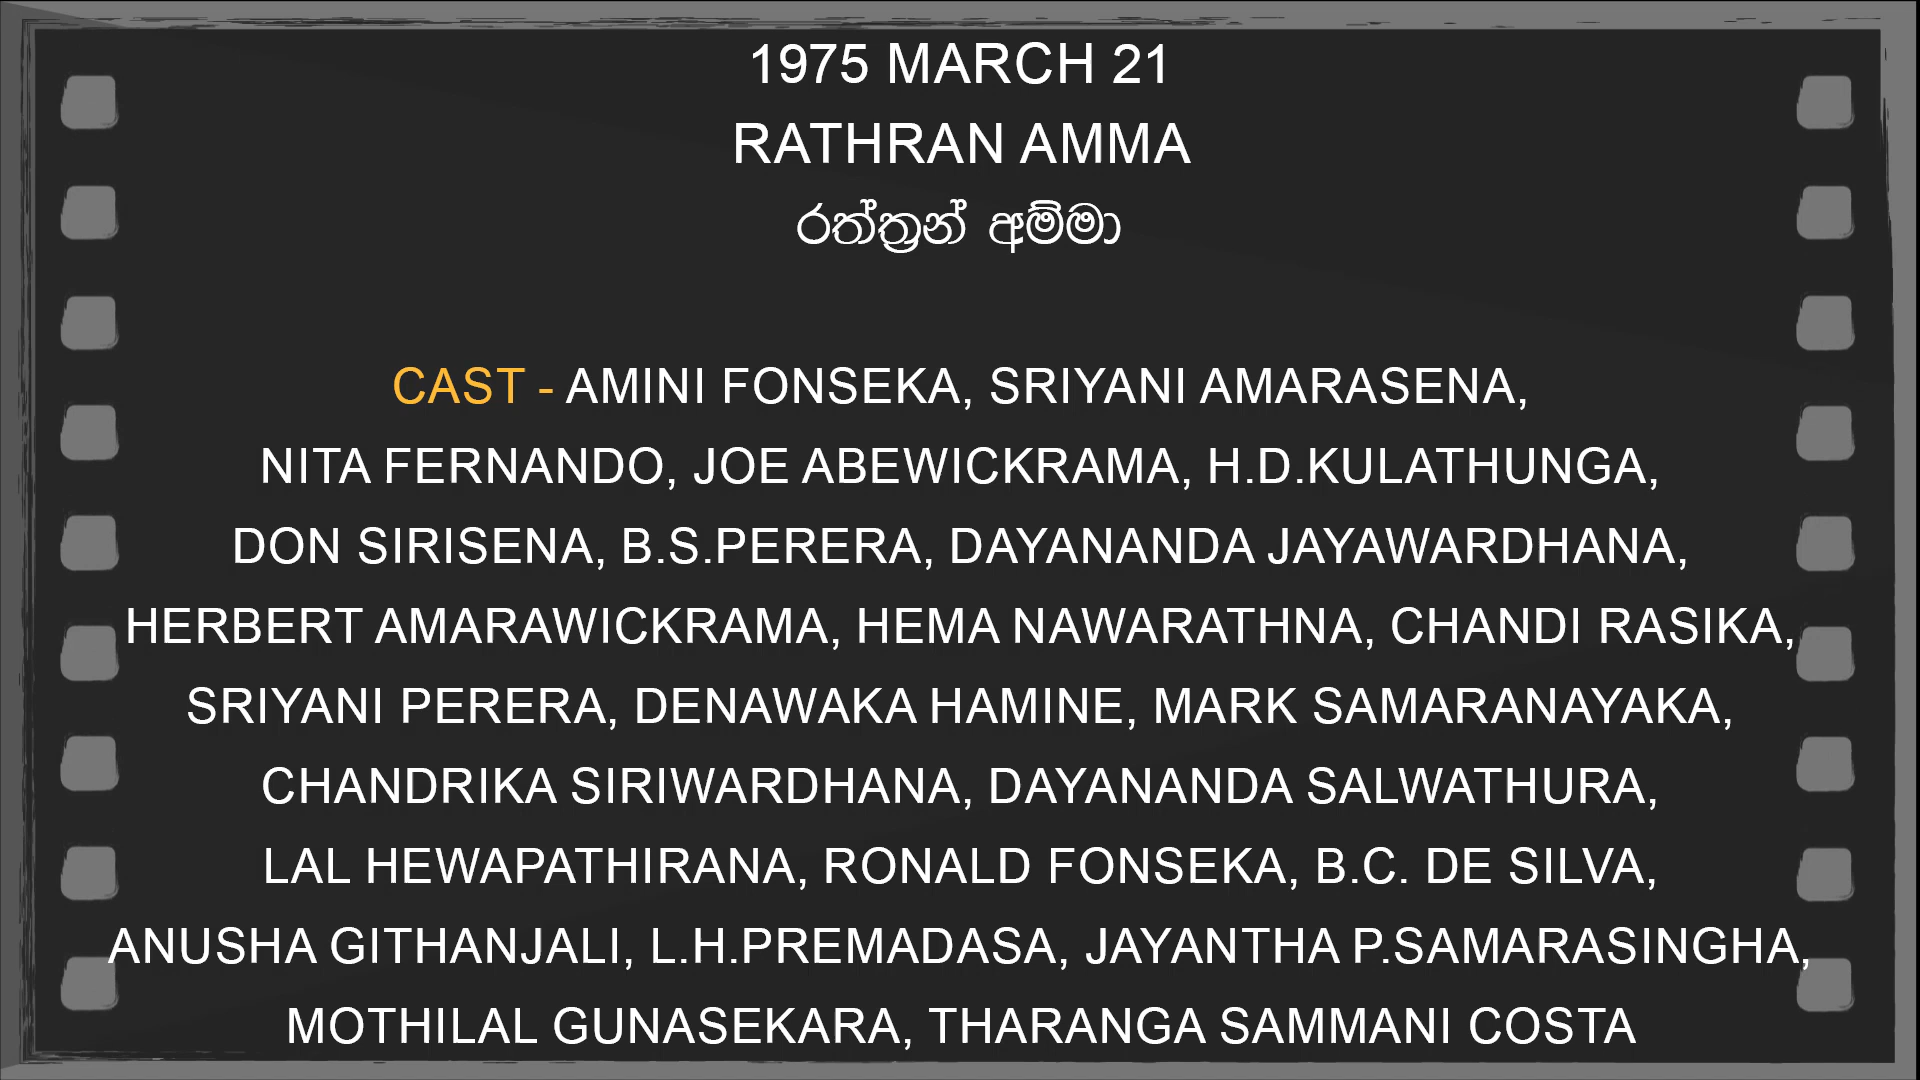 1975 MARCH 21
RATHRAN AMMA
රත්ත්‍රන් අම්මා
CAST - AMINI FONSEKA, SRIYANI AMARASENA,
NITA FERNANDO, JOE ABEWICKRAMA, H.D.KULATHUNGA,
DON SIRISENA, B.S.PERERA, DAYANANDA JAYAWARDHANA,
HERBERT AMARAWICKRAMA, HEMA NAWARATHNA, CHANDI RASIKA,
SRIYANI PERERA, DENAWAKA HAMINE, MARK SAMARANAYAKA,
CHANDRIKA SIRIWARDHANA, DAYANANDA SALWATHURA,
LAL HEWAPATHIRANA, RONALD FONSEKA, B.C. DE SILVA,
ANUSHA GITHANJALI, L.H.PREMADASA, JAYANTHA P.SAMARASINGHA,
MOTHILAL GUNASEKARA, THARANGA SAMMANI COSTA